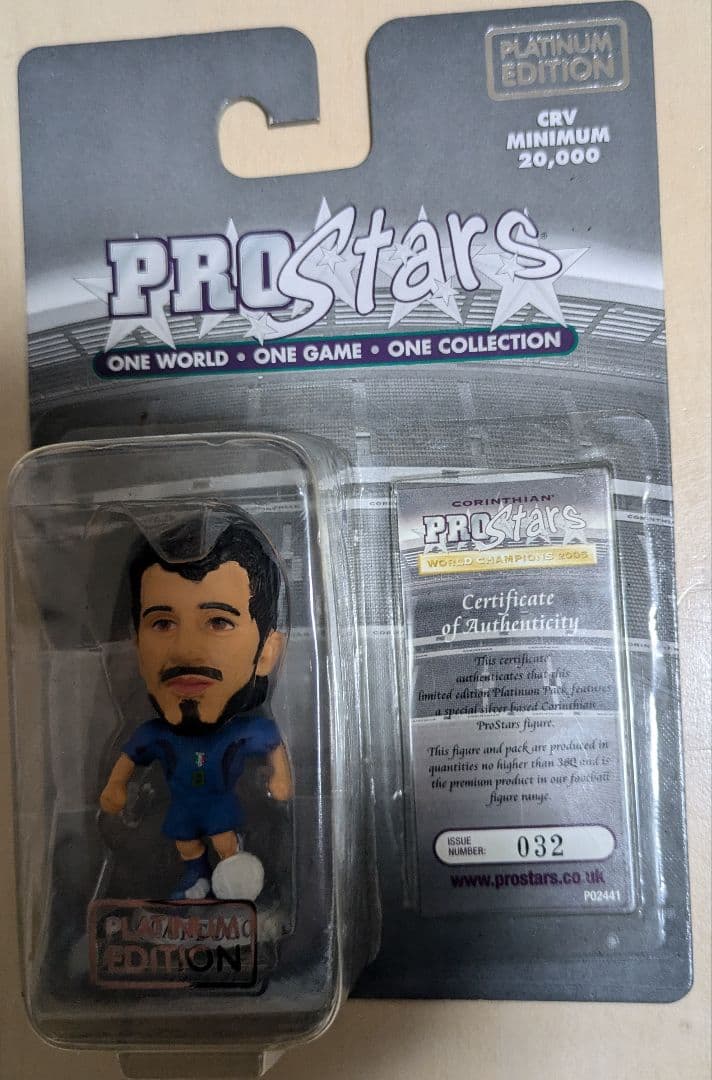 PLATINUM
EDITION
CRV
MINIMUM
20,000
PROStars
ONE WORLD • ONE GAME • ONE COLLECTION
CORINTHIAN
PROStars
WORLD CHAMPIONS 2006
Certificate
of Authenticity
This certificate
authenticates that this
limited edition Platinum Pack features
a special silver based Corinthian
ProStars figure.
This figure and pack are produced in
quantities no higher than 360 and is
the premium product in our football
figure range.
ISSUE
NUMBER: 032
www.prostars.co.uk
P02441
PLATINUM
EDITION